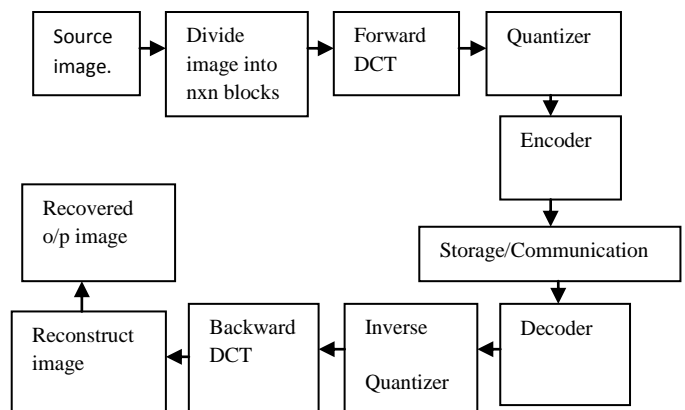 Source
image.
Divide
image into
nxn blocks
Forward
DCT
Quantizer
Encoder
Storage/Communication
Decoder
Inverse
Quantizer
Backward
DCT
Reconstruct
image
Recovered
o/p image